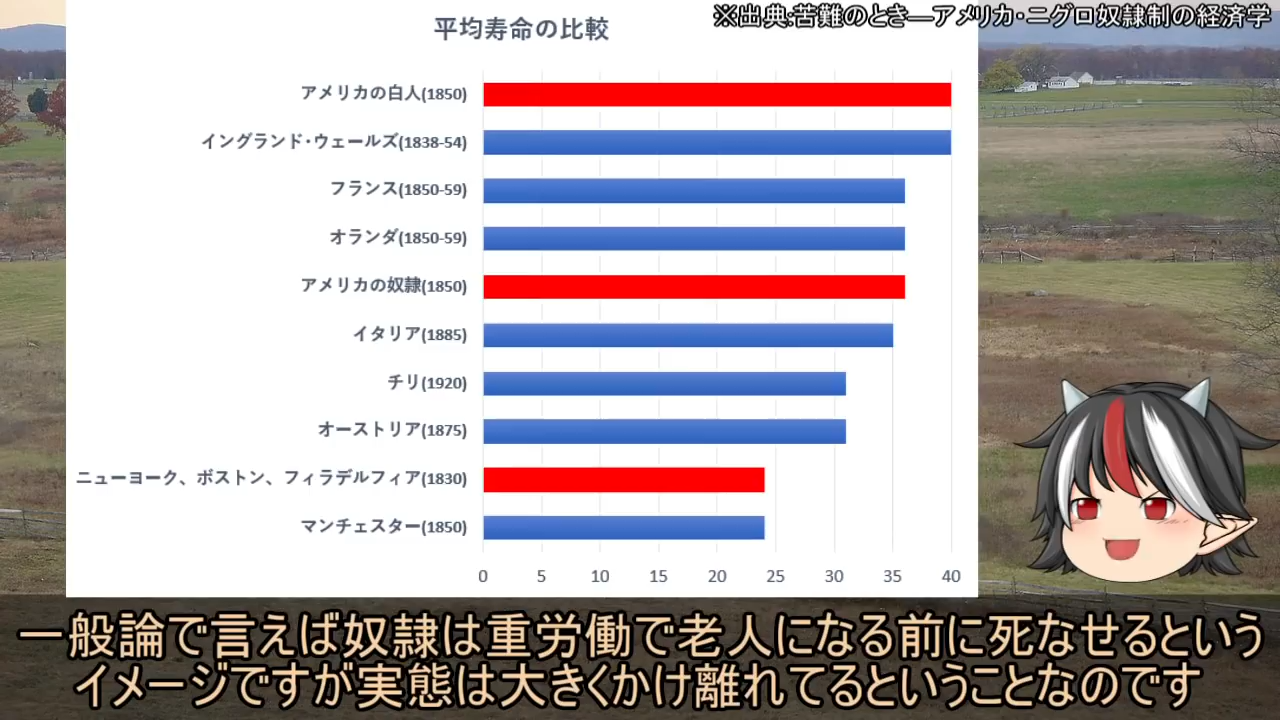 ※出典:苦難のとき―アメリカ・ニグロ奴隷制の経済学
平均寿命の比較
アメリカの白人(1850)
イングランド・ウェールズ(1838-54)
フランス(1850-59)
オランダ(1850-59)
アメリカの奴隷(1850)
イタリア(1885)
チリ(1920)
オーストリア(1875)
ニューヨーク、ボストン、フィラデルフィア(1830)
マンチェスター(1850)
0 5 10 15 20 25 30 35 40
一般論で言えば奴隷は重労働で老人になる前に死なせるという
イメージですが実態は大きくかけ離れてるということなのです